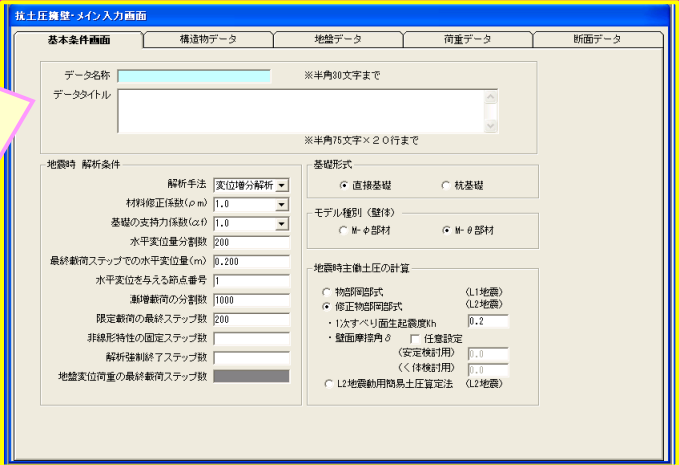 抗土圧擁壁-メイン入力画面
基本条件画面 構造物データ 地盤データ 荷重データ 断面データ
データ名称 ※半角30文字まで
データタイトル
※半角75文字×20行まで
地震時 解析条件
解析手法 変位増分解析
材料修正係数(ρm) 1.0
基礎の支持力係数(αf) 1.0
水平変位量分割数 200
最終載荷ステップでの水平変位量(m) 0.200
水平変位を与える節点番号 1
漸増載荷の分割数 1000
限定載荷の最終ステップ数 200
非線形特性の固定ステップ数
解析強制終了ステップ数
地盤変位荷重の最終載荷ステップ数
基礎形式
直接基礎 杭基礎
モデル種別(壁体)
M-φ部材 M-θ部材
地震時主働土圧の計算
物部岡部式 (L1地震)
修正物部岡部式 (L2地震)
・1次すべり面生起震度Kh 0.2
・壁面摩擦角δ 任意設定
(安定検討用) 0.0
(く体検討用) 0.0
L2地震動用簡易土圧算定法 (L2地震)